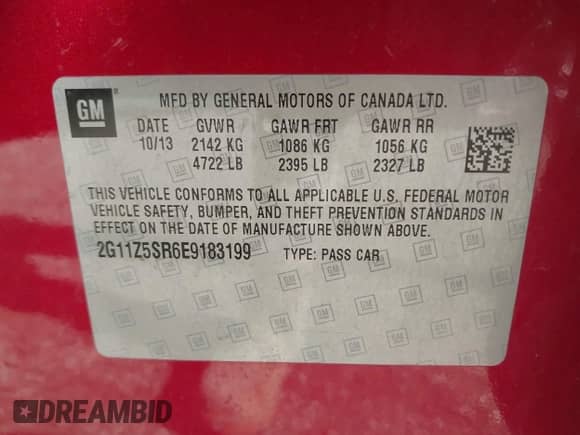 GM
MFD BY GENERAL MOTORS OF CANADA LTD.
DATE GVWR GAWR FRT GAWR RR
10/13 2142 KG 1086 KG 1056 KG
4722 LB 2395 LB 2327 LB
THIS VEHICLE CONFORMS TO ALL APPLICABLE U.S. FEDERAL MOTOR
VEHICLE SAFETY, BUMPER, AND THEFT PREVENTION STANDARDS
IN EFFECT ON THE DATE OF MANUFACTURE SHOWN ABOVE.
2G11Z5SR6E9183199 TYPE: PASS CAR
DREAMBID